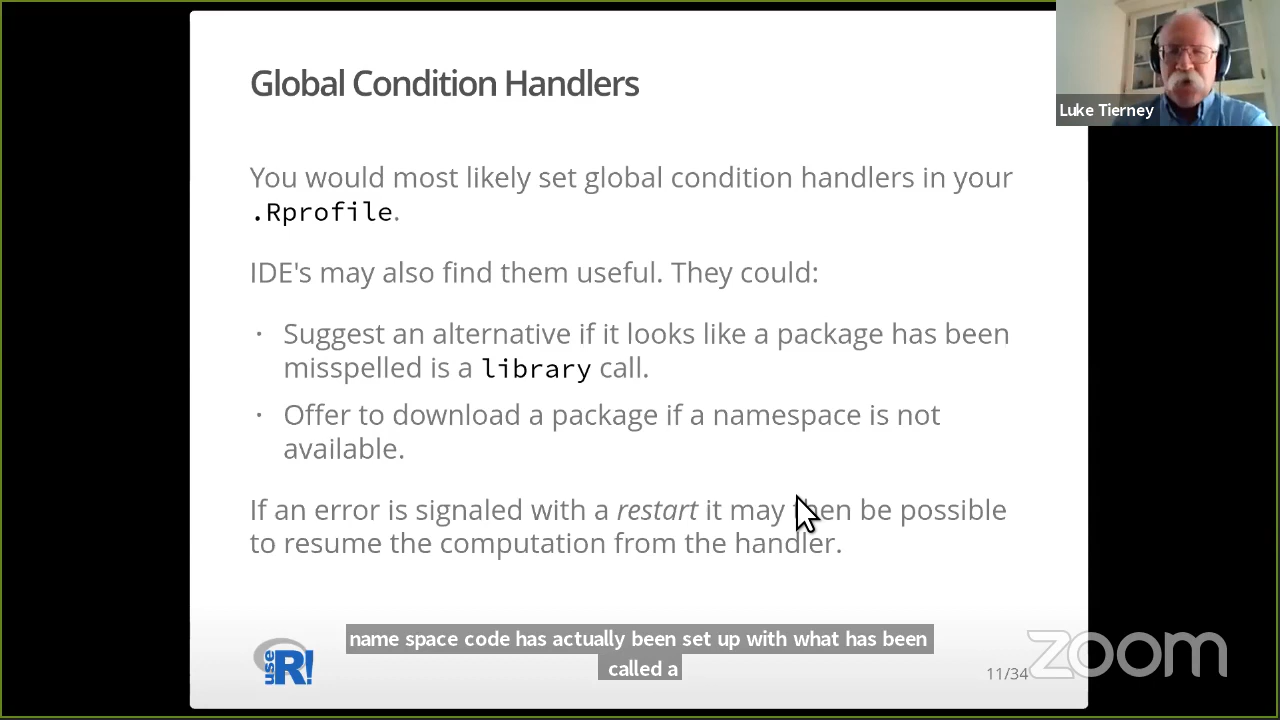 Global Condition Handlers
Luke Tierney
You would most likely set global condition handlers in your
.Rprofile.
IDE's may also find them useful. They could:
· Suggest an alternative if it looks like a package has been
misspelled is a library call.
· Offer to download a package if a namespace is not
available.
If an error is signaled with a restart it may then be possible
to resume the computation from the handler.
name space code has actually been set up with what has been
called a
use R!
11/34
zoom